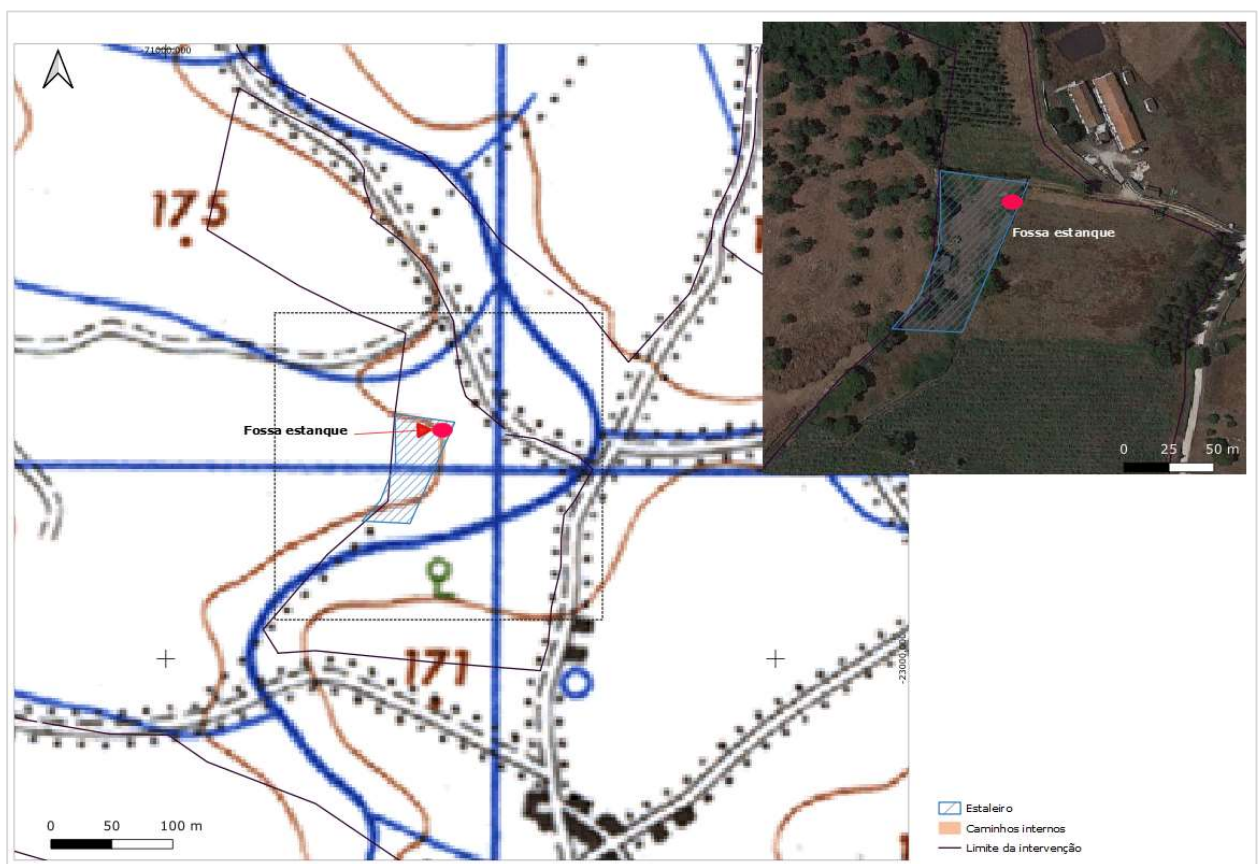 -71000,000
175
Fossa estanque
Fossa estanque
0 25 50 m
171
-23000,000
0 50 100 m
Estaleiro
Caminhos internos
Limite da intervenção